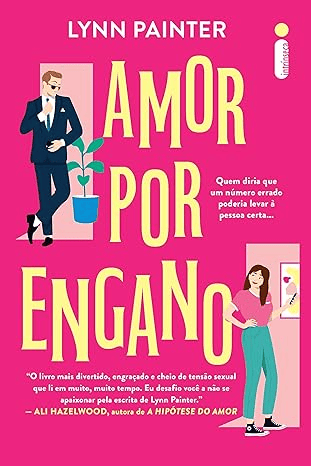 LYNN PAINTER
intrínseca
AMOR
POR
ENGANO
Quem diria que
um número errado
poderia levar à
pessoa certa...
“O livro mais divertido, engraçado e cheio de tensão sexual
que li em muito, muito tempo. Eu desafio você a não se
apaixonar pela escrita de Lynn Painter.”
— ALI HAZELWOOD, autora de A HIPÓTESE DO AMOR